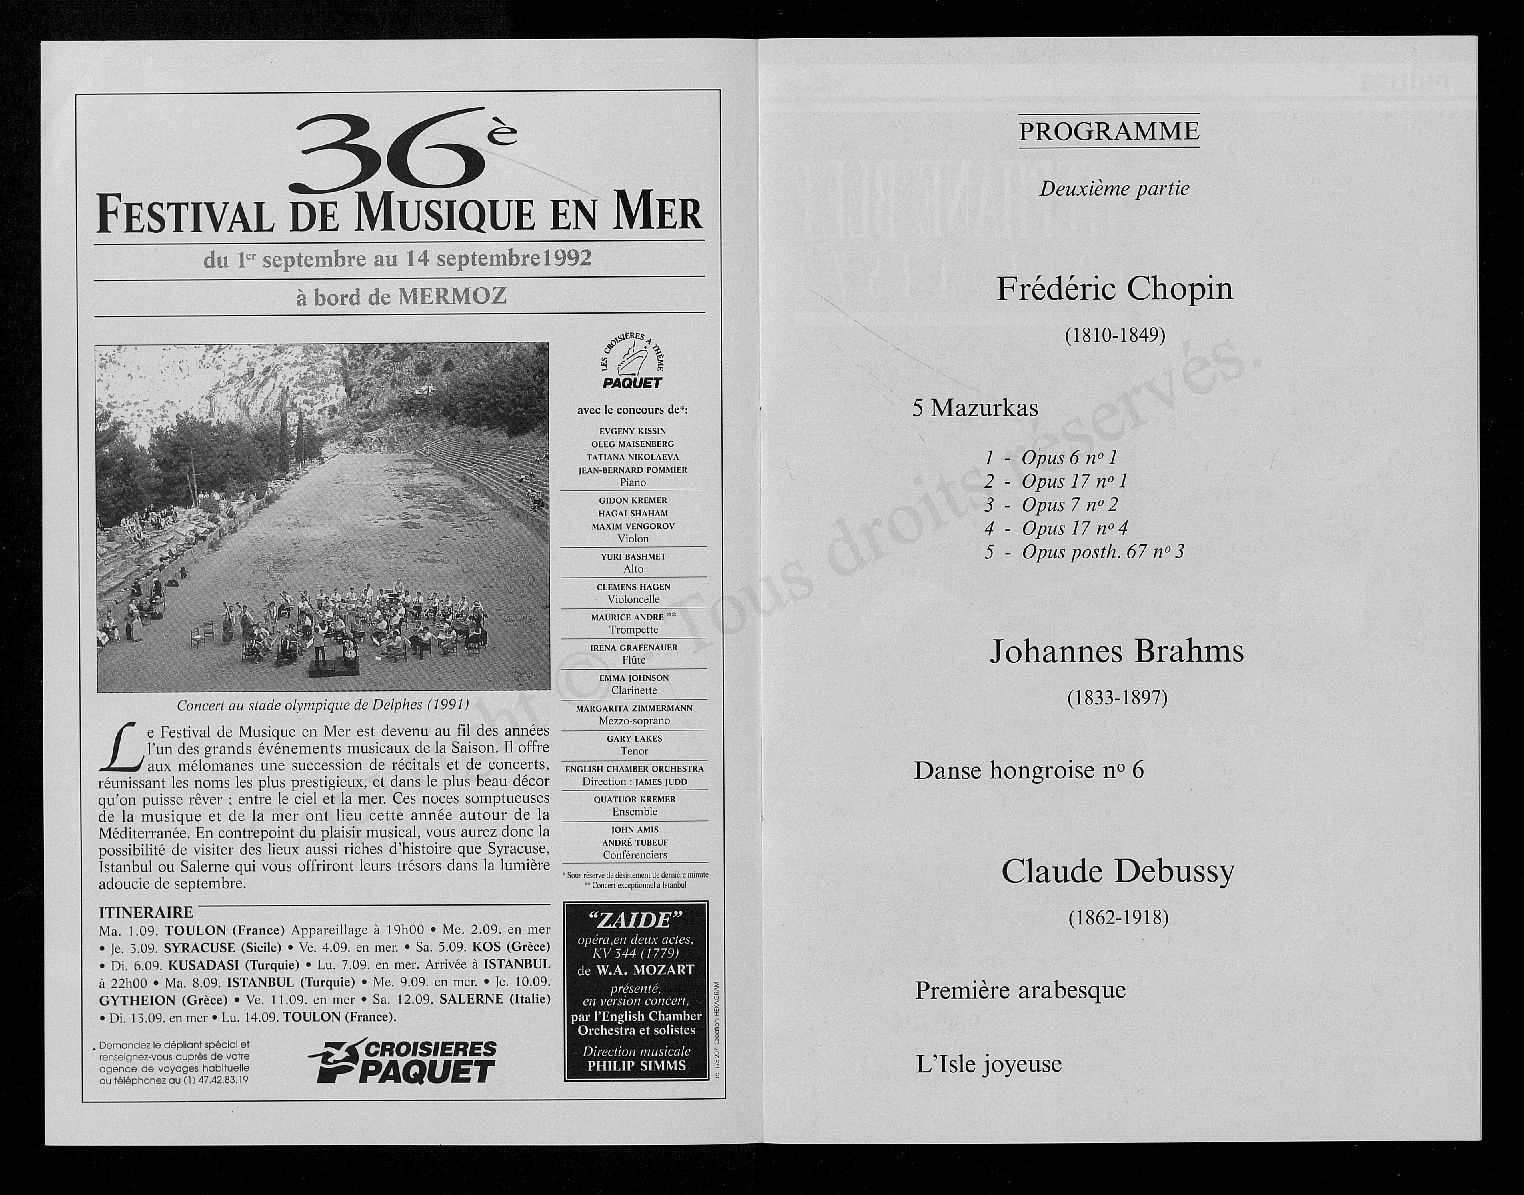 36è
FESTIVAL DE MUSIQUE EN MER
du 1er septembre au 14 septembre1992
à bord de MERMOZ
LES CROISIÈRES A THÈME
PAQUET
avec le concours de*:
EVGENY KISSIN
OLEG MAISENBERG
TATIANA NIKOLAEVA
JEAN-BERNARD POMMIER
Piano
GIDON KREMER
HAGAI SHAHAM
MAXIM VENGOROV
Violon
YURI BASHMET
Alto
CLEMENS HAGEN
Violoncelle
MAURICE ANDRE **
Trompette
IRENA GRAFENAUER
Flûte
EMMA JOHNSON
Clarinette
MARGARITA ZIMMERMANN
Mezzo-soprano
GARY LAKES
Tenor
ENGLISH CHAMBER ORCHESTRA
Direction : JAMES JUDD
QUATUOR KREMER
Ensemble
JOHN AMIS
ANDRÉ TUBEUF
Conférenciers
* Sous réserve de désistement de dernière minute
** Concert exceptionnel à Istanbul
Concert au stade olympique de Delphes (1991)
Le Festival de Musique en Mer est devenu au fil des années
l'un des grands événements musicaux de la Saison. Il offre
aux mélomanes une succession de récitals et de concerts,
réunissant les noms les plus prestigieux, et dans le plus beau décor
qu'on puisse rêver : entre le ciel et la mer. Ces noces somptueuses
de la musique et de la mer ont lieu cette année autour de la
Méditerranée. En contrepoint du plaisir musical, vous aurez donc la
possibilité de visiter des lieux aussi riches d'histoire que Syracuse,
Istanbul ou Salerne qui vous offriront leurs trésors dans la lumière
adoucie de septembre.
ITINERAIRE
Ma. 1.09. TOULON (France) Appareillage à 19h00 • Me. 2.09. en mer
• Je. 3.09. SYRACUSE (Sicile) • Ve. 4.09. en mer. • Sa. 5.09. KOS (Grèce)
• Di. 6.09. KUSADASI (Turquie) • Lu. 7.09. en mer. Arrivée à ISTANBUL
à 22h00 • Ma. 8.09. ISTANBUL (Turquie) • Me. 9.09. en mer. • Je. 10.09.
GYTHEION (Grèce) • Ve. 11.09. en mer • Sa. 12.09. SALERNE (Italie)
• Di. 13.09. en mer • Lu. 14.09. TOULON (France).
Demandez le dépliant spécial et
renseignez-vous auprès de votre
agence de voyages habituelle
ou téléphonez au (1) 47.42.83.19
CROISIERES
PAQUET
"ZAIDE"
opéra en deux actes,
KV 344 (1779)
de W.A. MOZART
présenté,
en version concert,
par l'English Chamber
Orchestra et solistes
Direction musicale
PHILIP SIMMS
PROGRAMME
Deuxième partie
Frédéric Chopin
(1810-1849)
5 Mazurkas
1 - Opus 6 nº 1
2 - Opus 17 nº 1
3 - Opus 7 nº 2
4 - Opus 17 nº 4
5 - Opus posth. 67 nº 3
Johannes Brahms
(1833-1897)
Danse hongroise nº 6
Claude Debussy
(1862-1918)
Première arabesque
L'Isle joyeuse
© - Tous droits réservés.